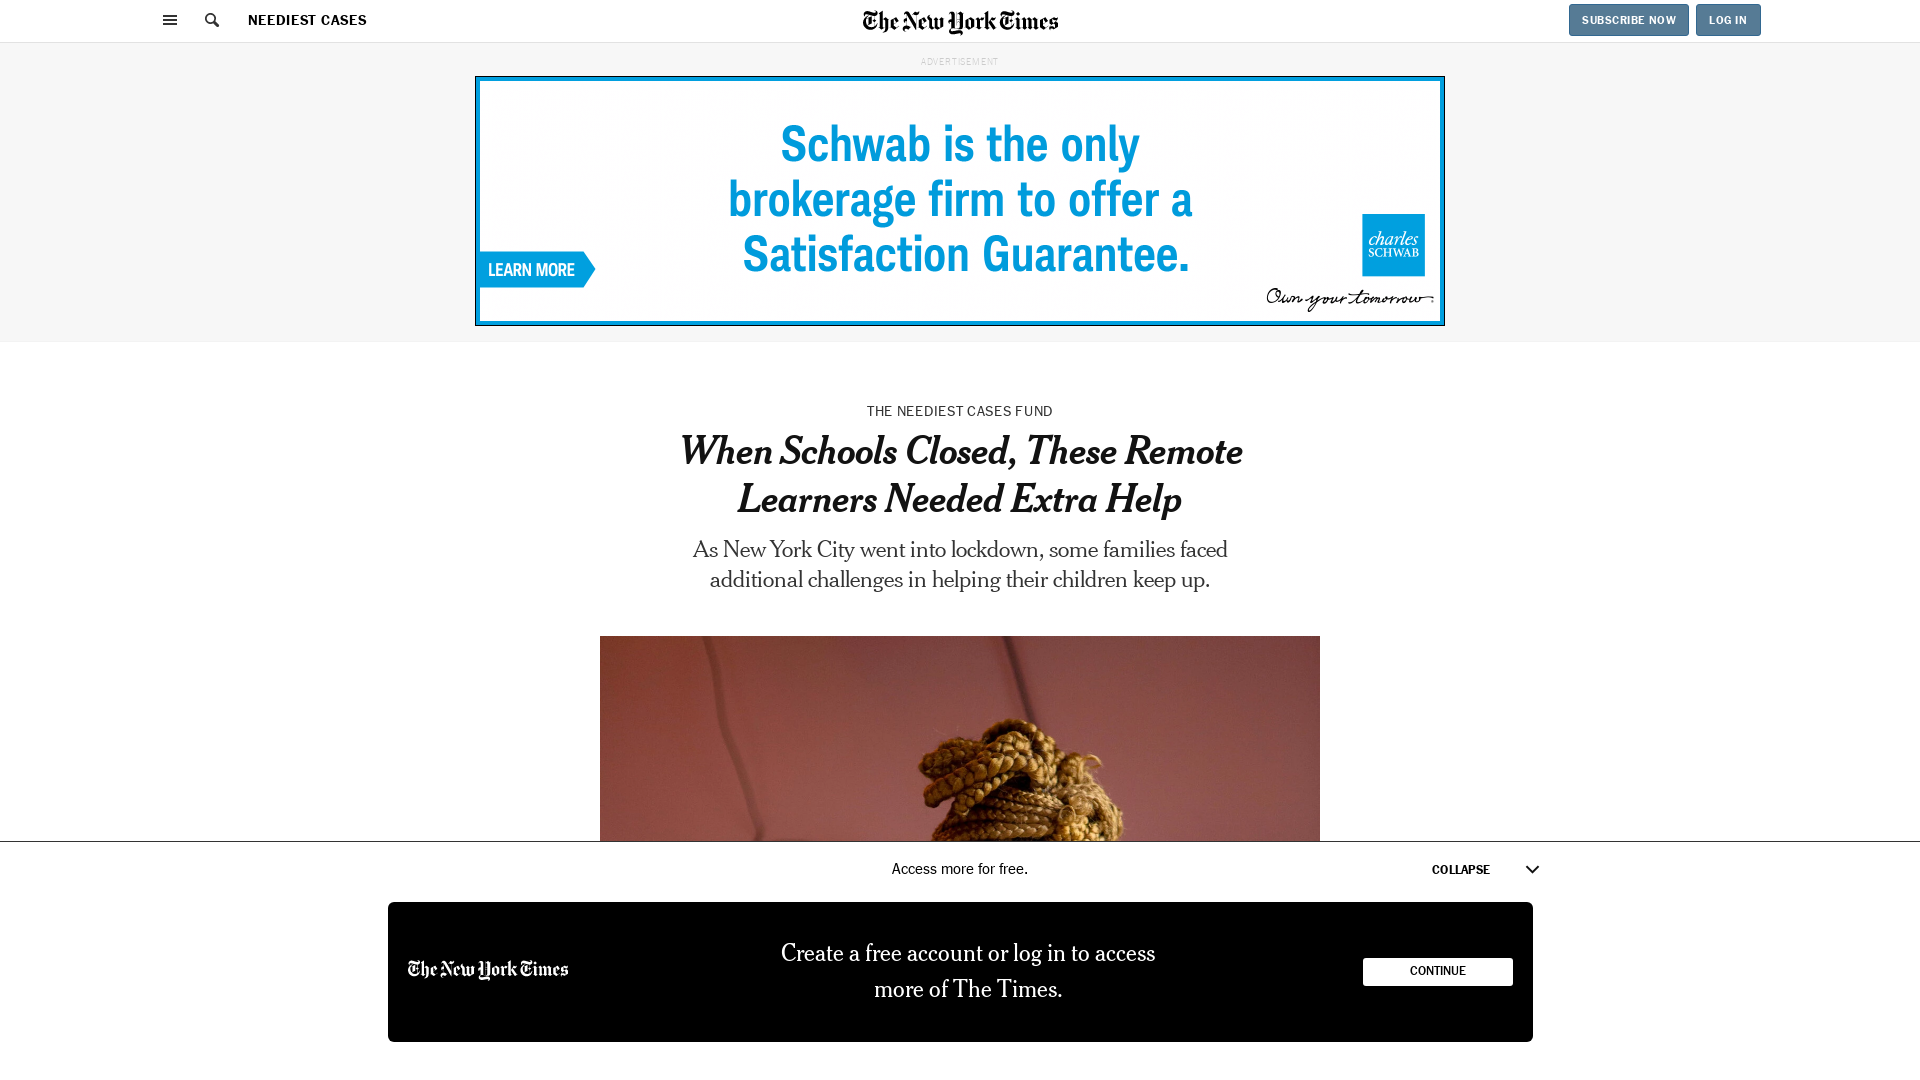 NEEDIEST CASES
The New York Times
SUBSCRIBE NOW
LOG IN
ADVERTISEMENT
Schwab is the only
brokerage firm to offer a
Satisfaction Guarantee.
LEARN MORE
charles
SCHWAB
Own your tomorrow®
THE NEEDIEST CASES FUND
When Schools Closed, These Remote
Learners Needed Extra Help
As New York City went into lockdown, some families faced
additional challenges in helping their children keep up.
Access more for free.
COLLAPSE
The New York Times
Create a free account or log in to access
more of The Times.
CONTINUE